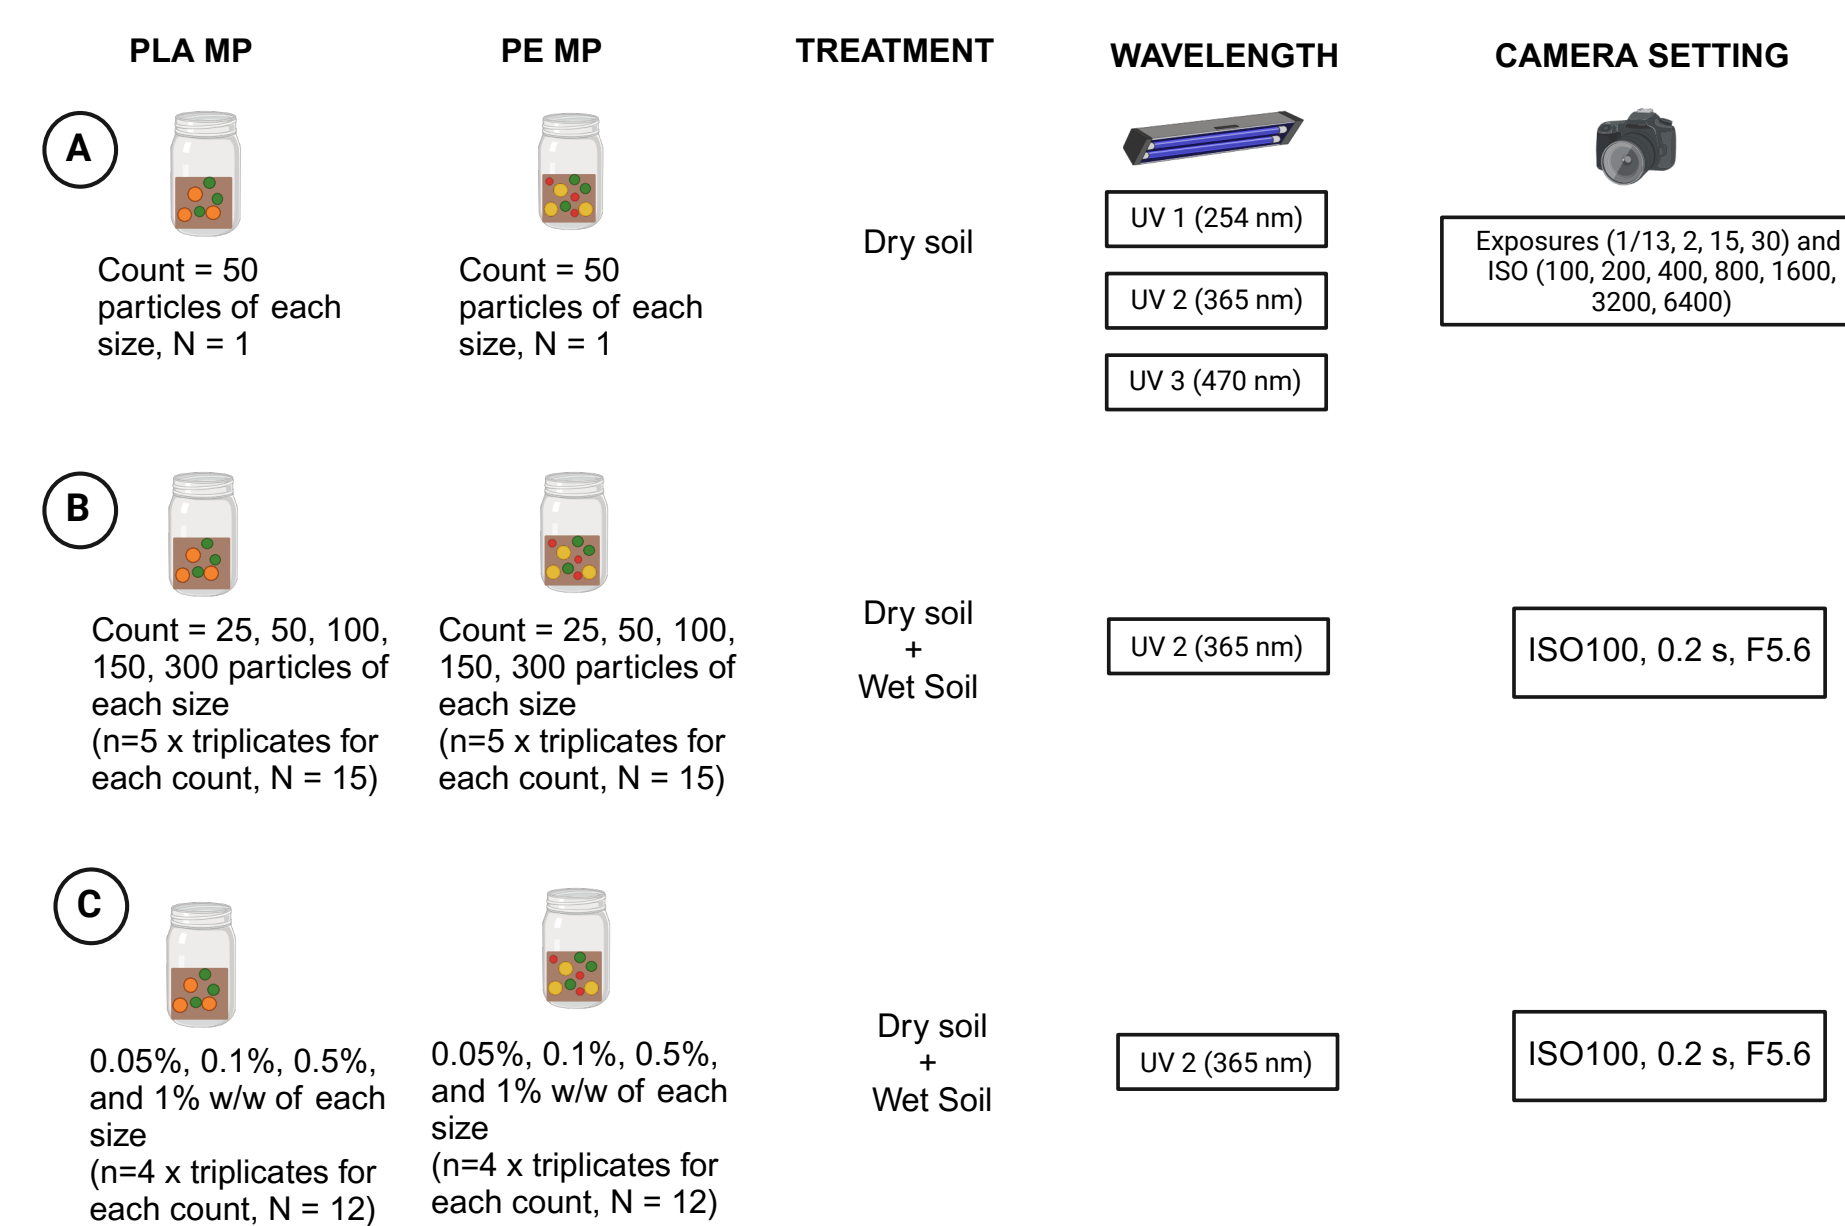 PLA MP
PE MP
TREATMENT
WAVELENGTH
CAMERA SETTING
A
Count = 50
particles of each
size, N = 1
Count = 50
particles of each
size, N = 1
Dry soil
UV 1 (254 nm)
UV 2 (365 nm)
UV 3 (470 nm)
Exposures (1/13, 2, 15, 30) and
ISO (100, 200, 400, 800, 1600,
3200, 6400)
B
Count = 25, 50, 100,
150, 300 particles of
each size
(n=5 x triplicates for
each count, N = 15)
Count = 25, 50, 100,
150, 300 particles of
each size
(n=5 x triplicates for
each count, N = 15)
Dry soil
+
Wet Soil
UV 2 (365 nm)
ISO100, 0.2 s, F5.6
C
0.05%, 0.1%, 0.5%,
and 1% w/w of each
size
(n=4 x triplicates for
each count, N = 12)
0.05%, 0.1%, 0.5%,
and 1% w/w of each
size
(n=4 x triplicates for
each count, N = 12)
Dry soil
+
Wet Soil
UV 2 (365 nm)
ISO100, 0.2 s, F5.6